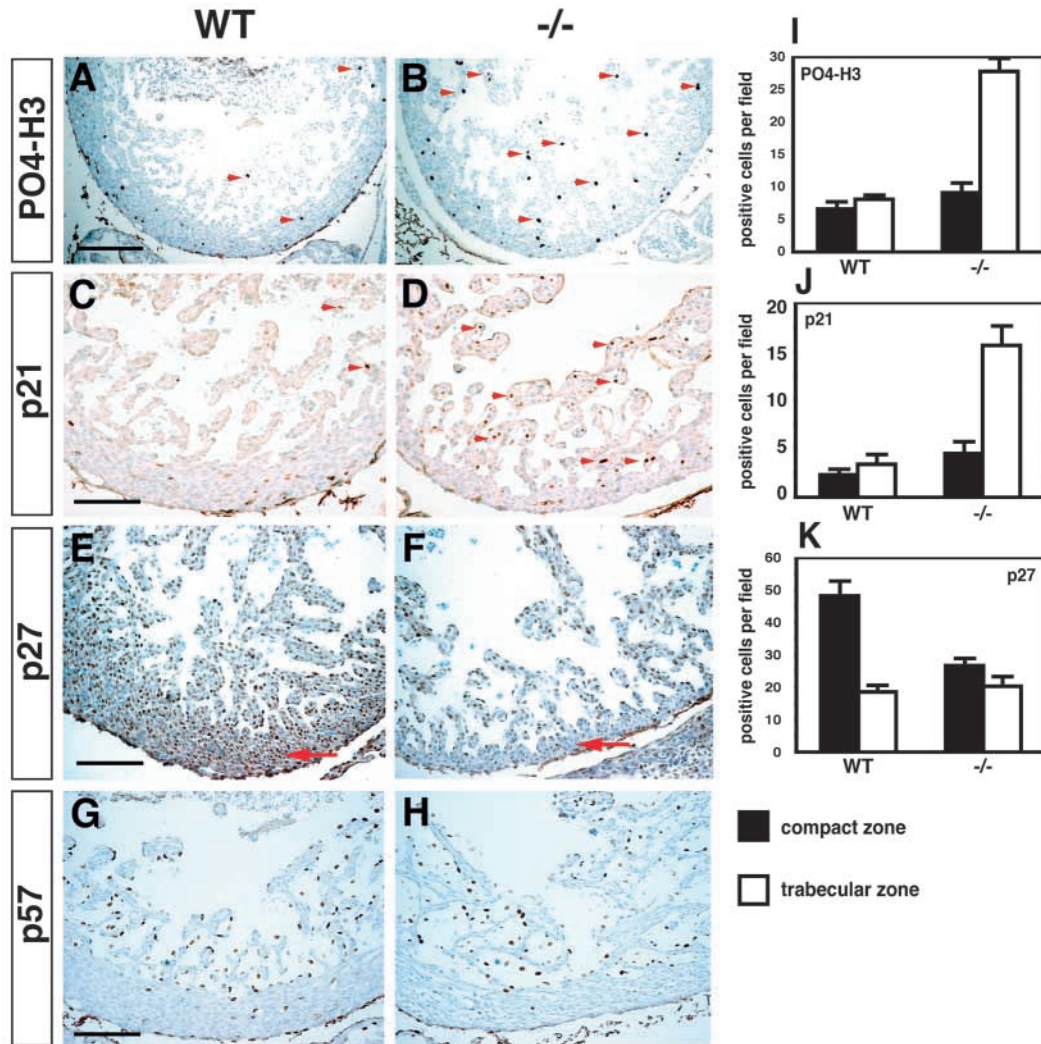 WT -/-
PO4-H3
A
B
p21
C
D
p27
E
F
p57
G
H
I
PO4-H3
positive cells per field
30
25
20
15
10
5
0
WT -/-
J
p21
positive cells per field
20
15
10
5
0
WT -/-
K
p27
positive cells per field
60
50
40
30
20
10
0
WT -/-
compact zone
trabecular zone